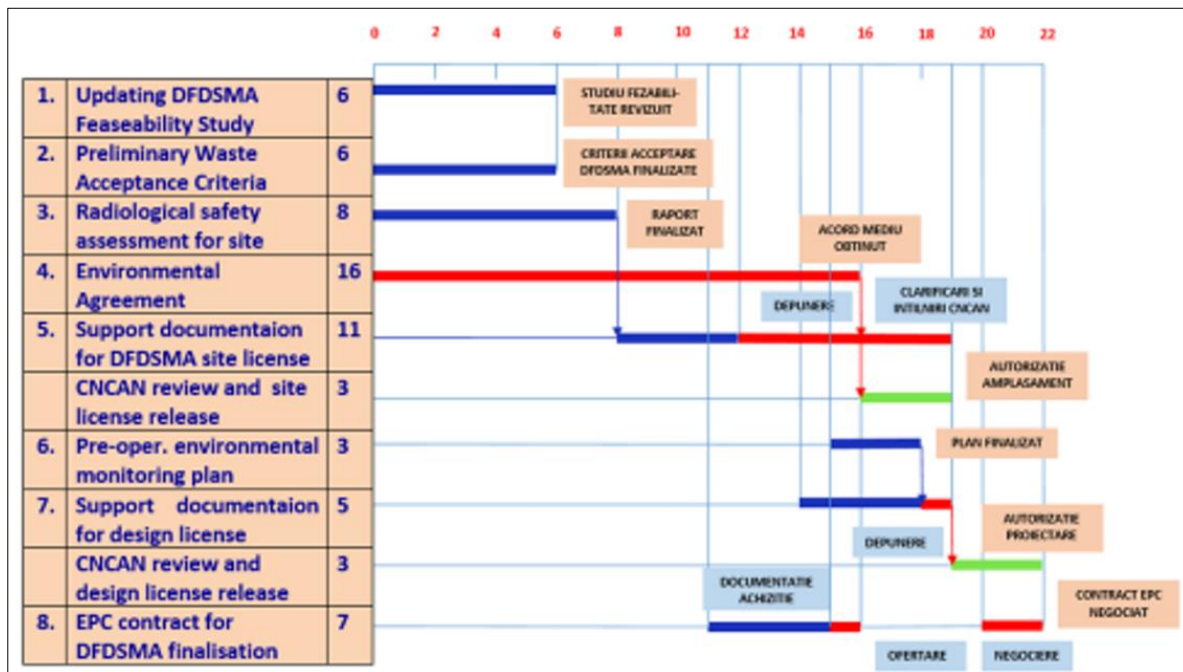 0 2 4 6 8 10 12 14 16 18 20 22
1. Updating DFDSMA 6
Feaseability Study
STUDIU FEZABILI-
TATE REVIZUIT
2. Preliminary Waste 6
Acceptance Criteria
CRITERII ACCEPTARE
DFDSMA FINALIZATE
3. Radiological safety 8
assessment for site
RAPORT
FINALIZAT
ACORD MEDIU
OBTINUT
4. Environmental 16
Agreement
DEPUNERE
CLARIFICARI SI
INTILNIRI CNCAN
5. Support documentaion 11
for DFDSMA site license
AUTORIZATIE
AMPLASAMENT
CNCAN review and site 3
license release
6. Pre-oper. environmental 3
monitoring plan
PLAN FINALIZAT
7. Support documentaion 5
for design license
AUTORIZATIE
PROIECTARE
DEPUNERE
CNCAN review and 3
design license release
DOCUMENTATIE
ACHIZITIE
CONTRACT EPC
NEGOCIAT
8. EPC contract for 7
DFDSMA finalisation
OFERTARE
NEGOCIERE